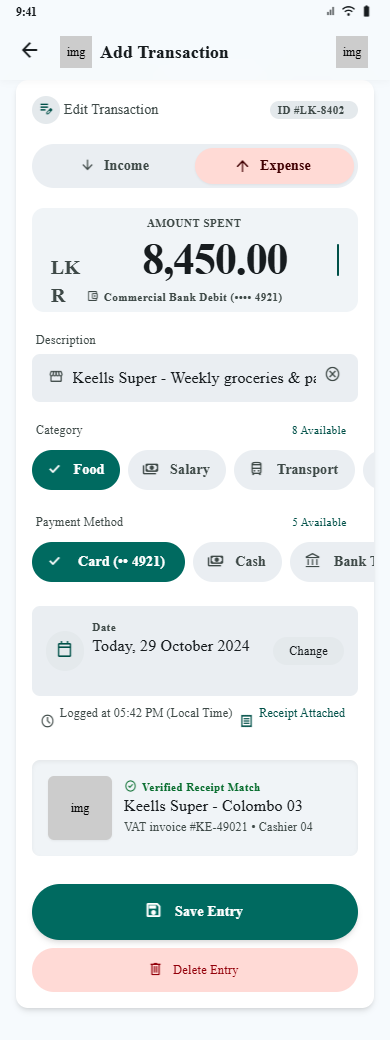 9:41
img
Add Transaction
img
Edit Transaction
ID #LK-8402
Income
Expense
AMOUNT SPENT
LK
R
8,450.00
Commercial Bank Debit (•••• 4921)
Description
Keells Super - Weekly groceries & pa
Category
8 Available
Food
Salary
Transport
Payment Method
5 Available
Card (•• 4921)
Cash
Bank T
Date
Today, 29 October 2024
Change
Logged at 05:42 PM (Local Time)
Receipt Attached
img
Verified Receipt Match
Keells Super - Colombo 03
VAT invoice #KE-49021 • Cashier 04
Save Entry
Delete Entry